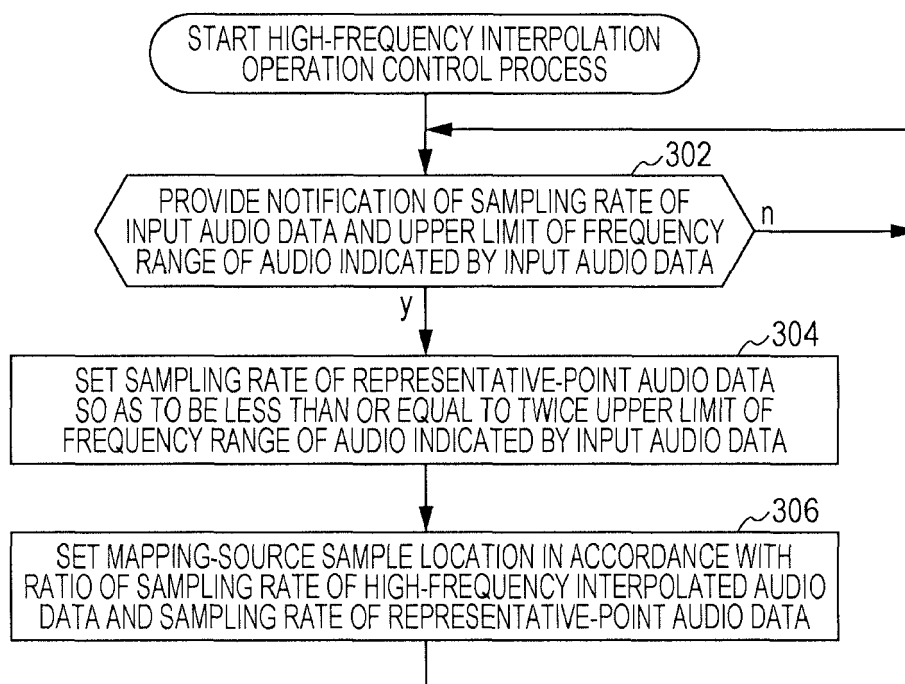 START HIGH-FREQUENCY INTERPOLATION
OPERATION CONTROL PROCESS
302
PROVIDE NOTIFICATION OF SAMPLING RATE OF
INPUT AUDIO DATA AND UPPER LIMIT OF FREQUENCY
RANGE OF AUDIO INDICATED BY INPUT AUDIO DATA
n
y
304
SET SAMPLING RATE OF REPRESENTATIVE-POINT AUDIO DATA
SO AS TO BE LESS THAN OR EQUAL TO TWICE UPPER LIMIT OF
FREQUENCY RANGE OF AUDIO INDICATED BY INPUT AUDIO DATA
306
SET MAPPING-SOURCE SAMPLE LOCATION IN ACCORDANCE WITH
RATIO OF SAMPLING RATE OF HIGH-FREQUENCY INTERPOLATED AUDIO
DATA AND SAMPLING RATE OF REPRESENTATIVE-POINT AUDIO DATA